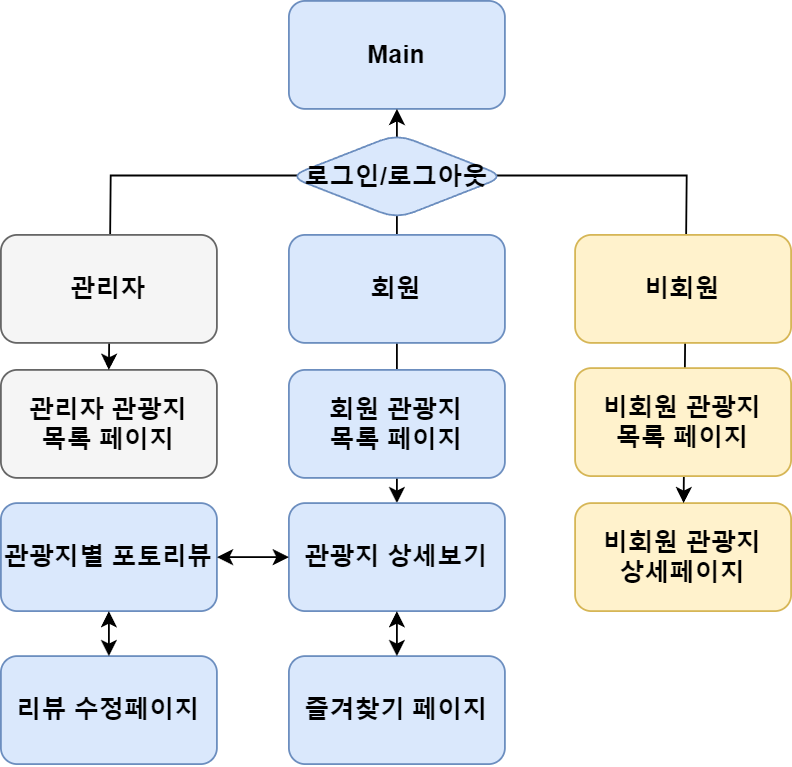 Main
로그인/로그아웃
관리자
회원
비회원
관리자 관광지
목록 페이지
회원 관광지
목록 페이지
비회원 관광지
목록 페이지
관광지별 포토리뷰
관광지 상세보기
비회원 관광지
상세페이지
리뷰 수정페이지
즐겨찾기 페이지